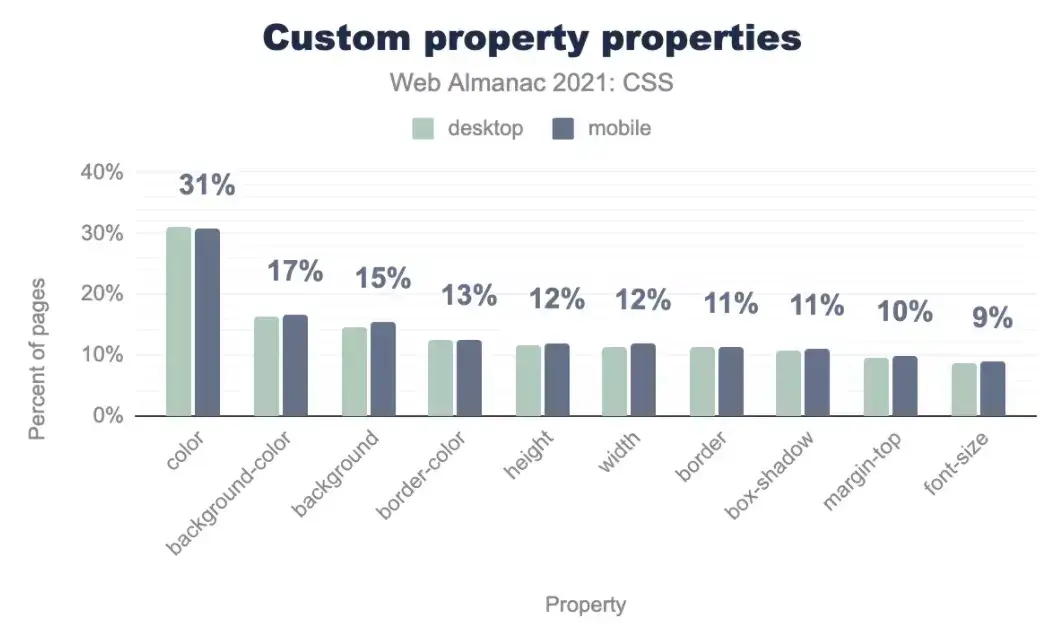 Custom property properties
Web Almanac 2021: CSS
desktop mobile
40%
30%
20%
10%
0%
Percent of pages
31%
17%
15%
13%
12%
12%
11%
11%
10%
9%
color
background-color
background
border-color
height
width
border
box-shadow
margin-top
font-size
Property